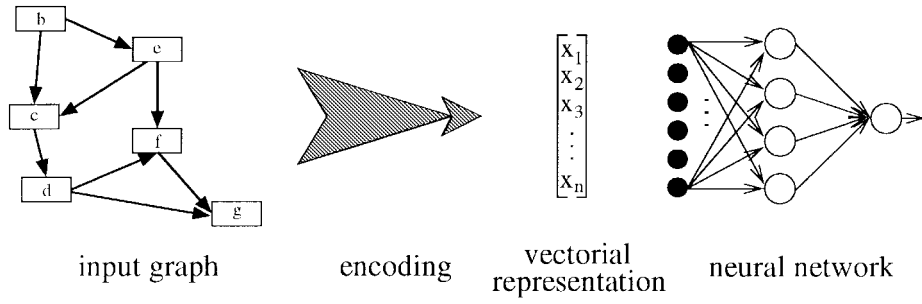 b
e
c
f
d
g
x1
x2
x3
xn
input graph
encoding
vectorial
representation
neural network